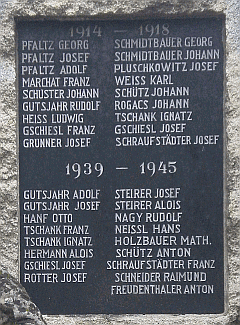 1914 - 1918
PFALTZ GEORG SCHMIDTBAUER GEORG
PFALTZ JOSEF SCHMIDTBAUER JOHANN
PFALTZ ADOLF PLUSCHKOWITZ JOSEF
MARCHAT FRANZ WEISS KARL
SCHUSTER JOHANN SCHÜTZ JOHANN
GUTSJAHR RUDOLF ROGACS JOHANN
HEISS LUDWIG TSCHANK IGNATZ
GSCHIESL FRANZ GSCHIESL JOSEF
GRUNNER JOSEF SCHRAUFSTÄDTER JOSEF
1939 - 1945
GUTSJAHR ADOLF STEIRER JOSEF
GUTSJAHR JOSEF STEIRER ALOIS
HANF OTTO NAGY RUDOLF
TSCHANK FRANZ NEISSL HANS
TSCHANK IGNATZ HOLZBAUER MATH.
HERMANN ALOIS SCHÜTZ ANTON
GSCHIESL JOSEF SCHRAUFSTÄDTER FRANZ
ROTTER JOSEF SCHNEIDER RAIMUND
FREUDENTHALER ANTON